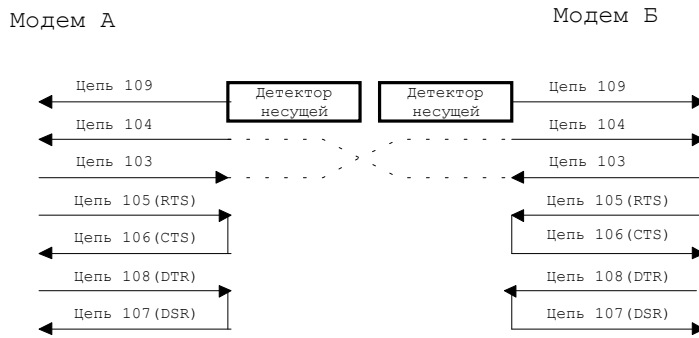 Модем А
Модем Б
Цепь 109
Детектор
несущей
Детектор
несущей
Цепь 109
Цепь 104
Цепь 104
Цепь 103
Цепь 103
Цепь 105(RTS)
Цепь 105(RTS)
Цепь 106(CTS)
Цепь 106(CTS)
Цепь 108(DTR)
Цепь 108(DTR)
Цепь 107(DSR)
Цепь 107(DSR)